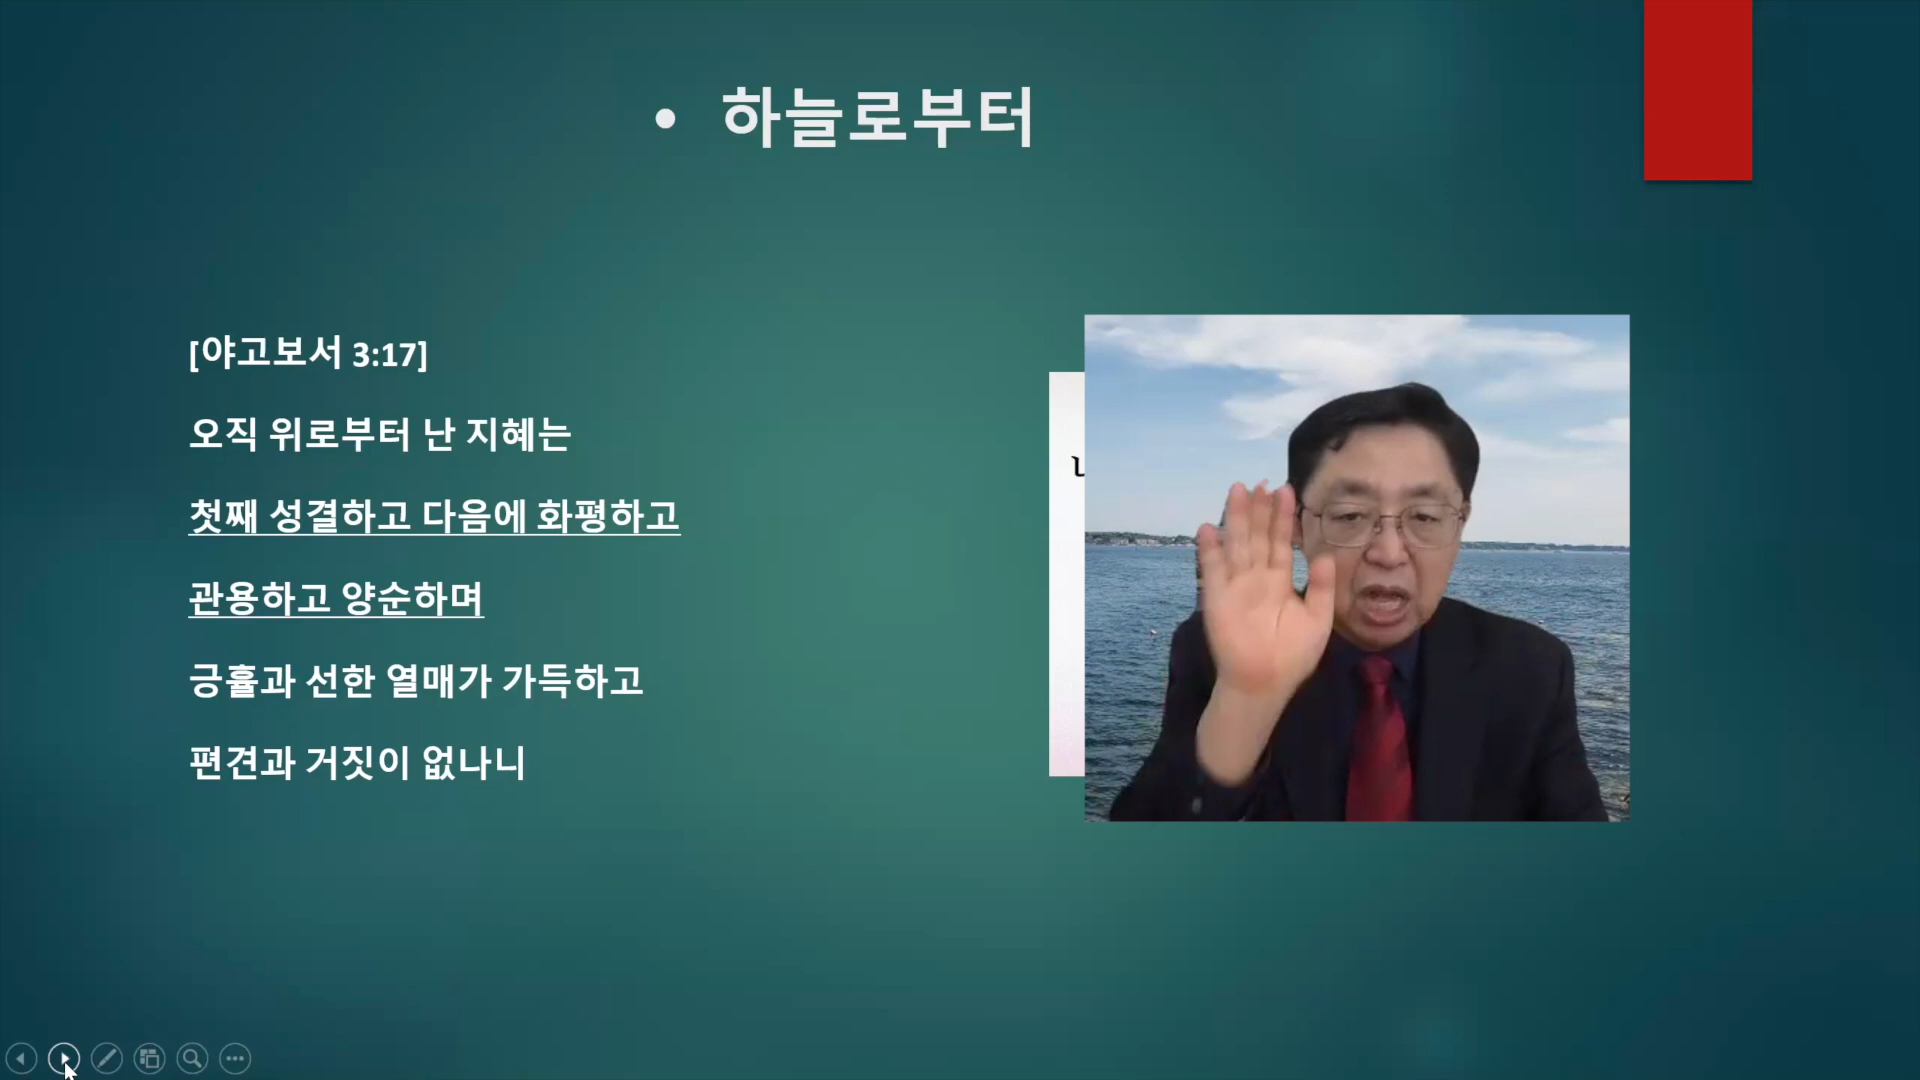 • 하늘로부터
[야고보서 3:17]
오직 위로부터 난 지혜는
첫째 성결하고 다음에 화평하고
관용하고 양순하며
긍휼과 선한 열매가 가득하고
편견과 거짓이 없나니